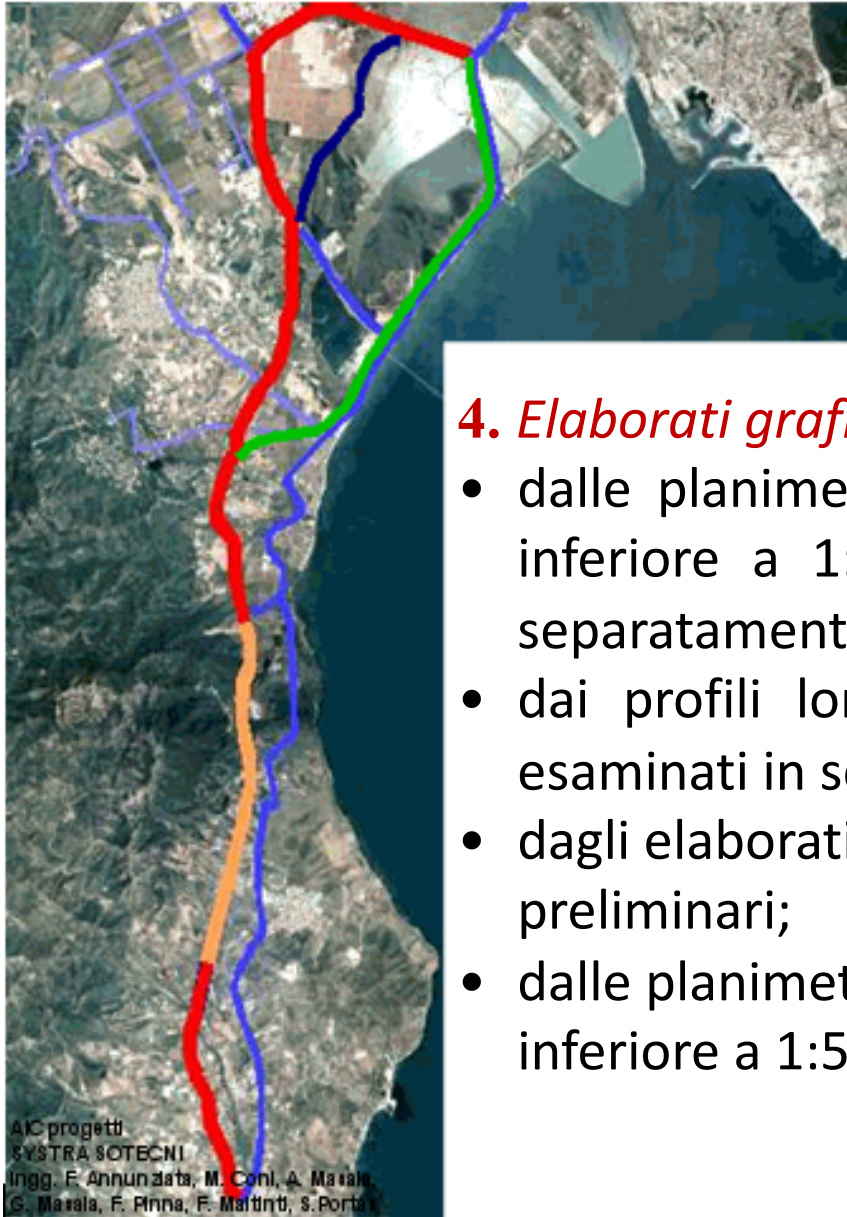 4. Elaborati grafi
• dalle planime
inferiore a 1:
separatament
• dai profili lor
esaminati in se
• dagli elaborati
preliminari;
• dalle planimet
inferiore a 1:5
AIC progetti
SYSTRA SOTECNI
Ingg. F. Annunziata, M. Coni, A. Masala,
G. Masala, F. Pinna, F. Maltinti, S. Portas